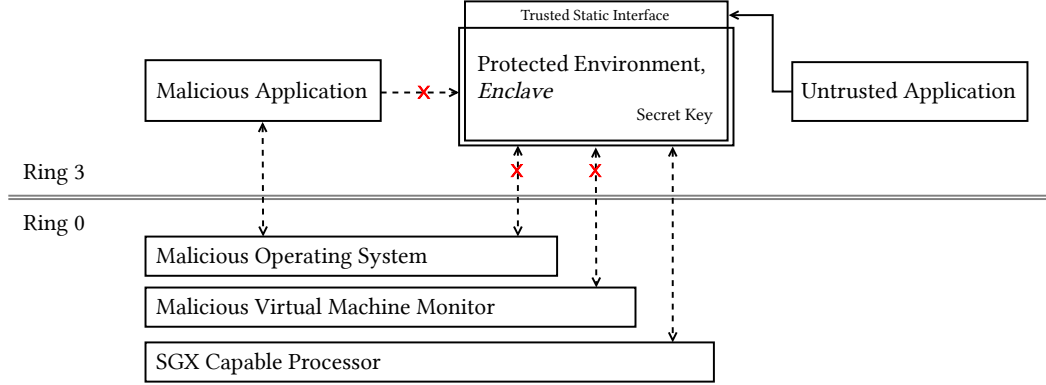 Trusted Static Interface
Protected Environment,
Enclave
Secret Key
Malicious Application
Untrusted Application
Ring 3
Ring 0
Malicious Operating System
Malicious Virtual Machine Monitor
SGX Capable Processor